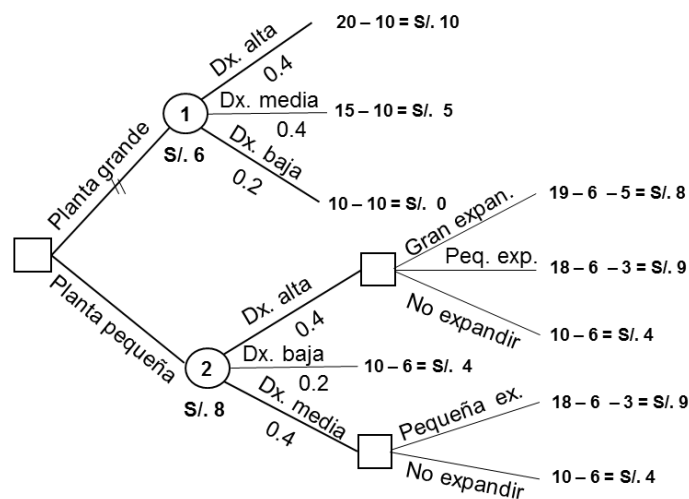 20 – 10 = S/. 10
Dx. alta
0.4
Dx. media
15 – 10 = S/. 5
0.4
1
Dx. baja
S/. 6
0.2
10 – 10 = S/. 0
Planta grande
Planta pequeña
19 – 6 – 5 = S/. 8
Gran expan.
Peq. exp.
18 – 6 – 3 = S/. 9
No expandir
10 – 6 = S/. 4
Dx. alta
0.4
Dx. baja
10 – 6 = S/. 4
0.2
2
S/. 8
Dx. media
0.4
18 – 6 – 3 = S/. 9
Pequeña ex.
No expandir
10 – 6 = S/. 4